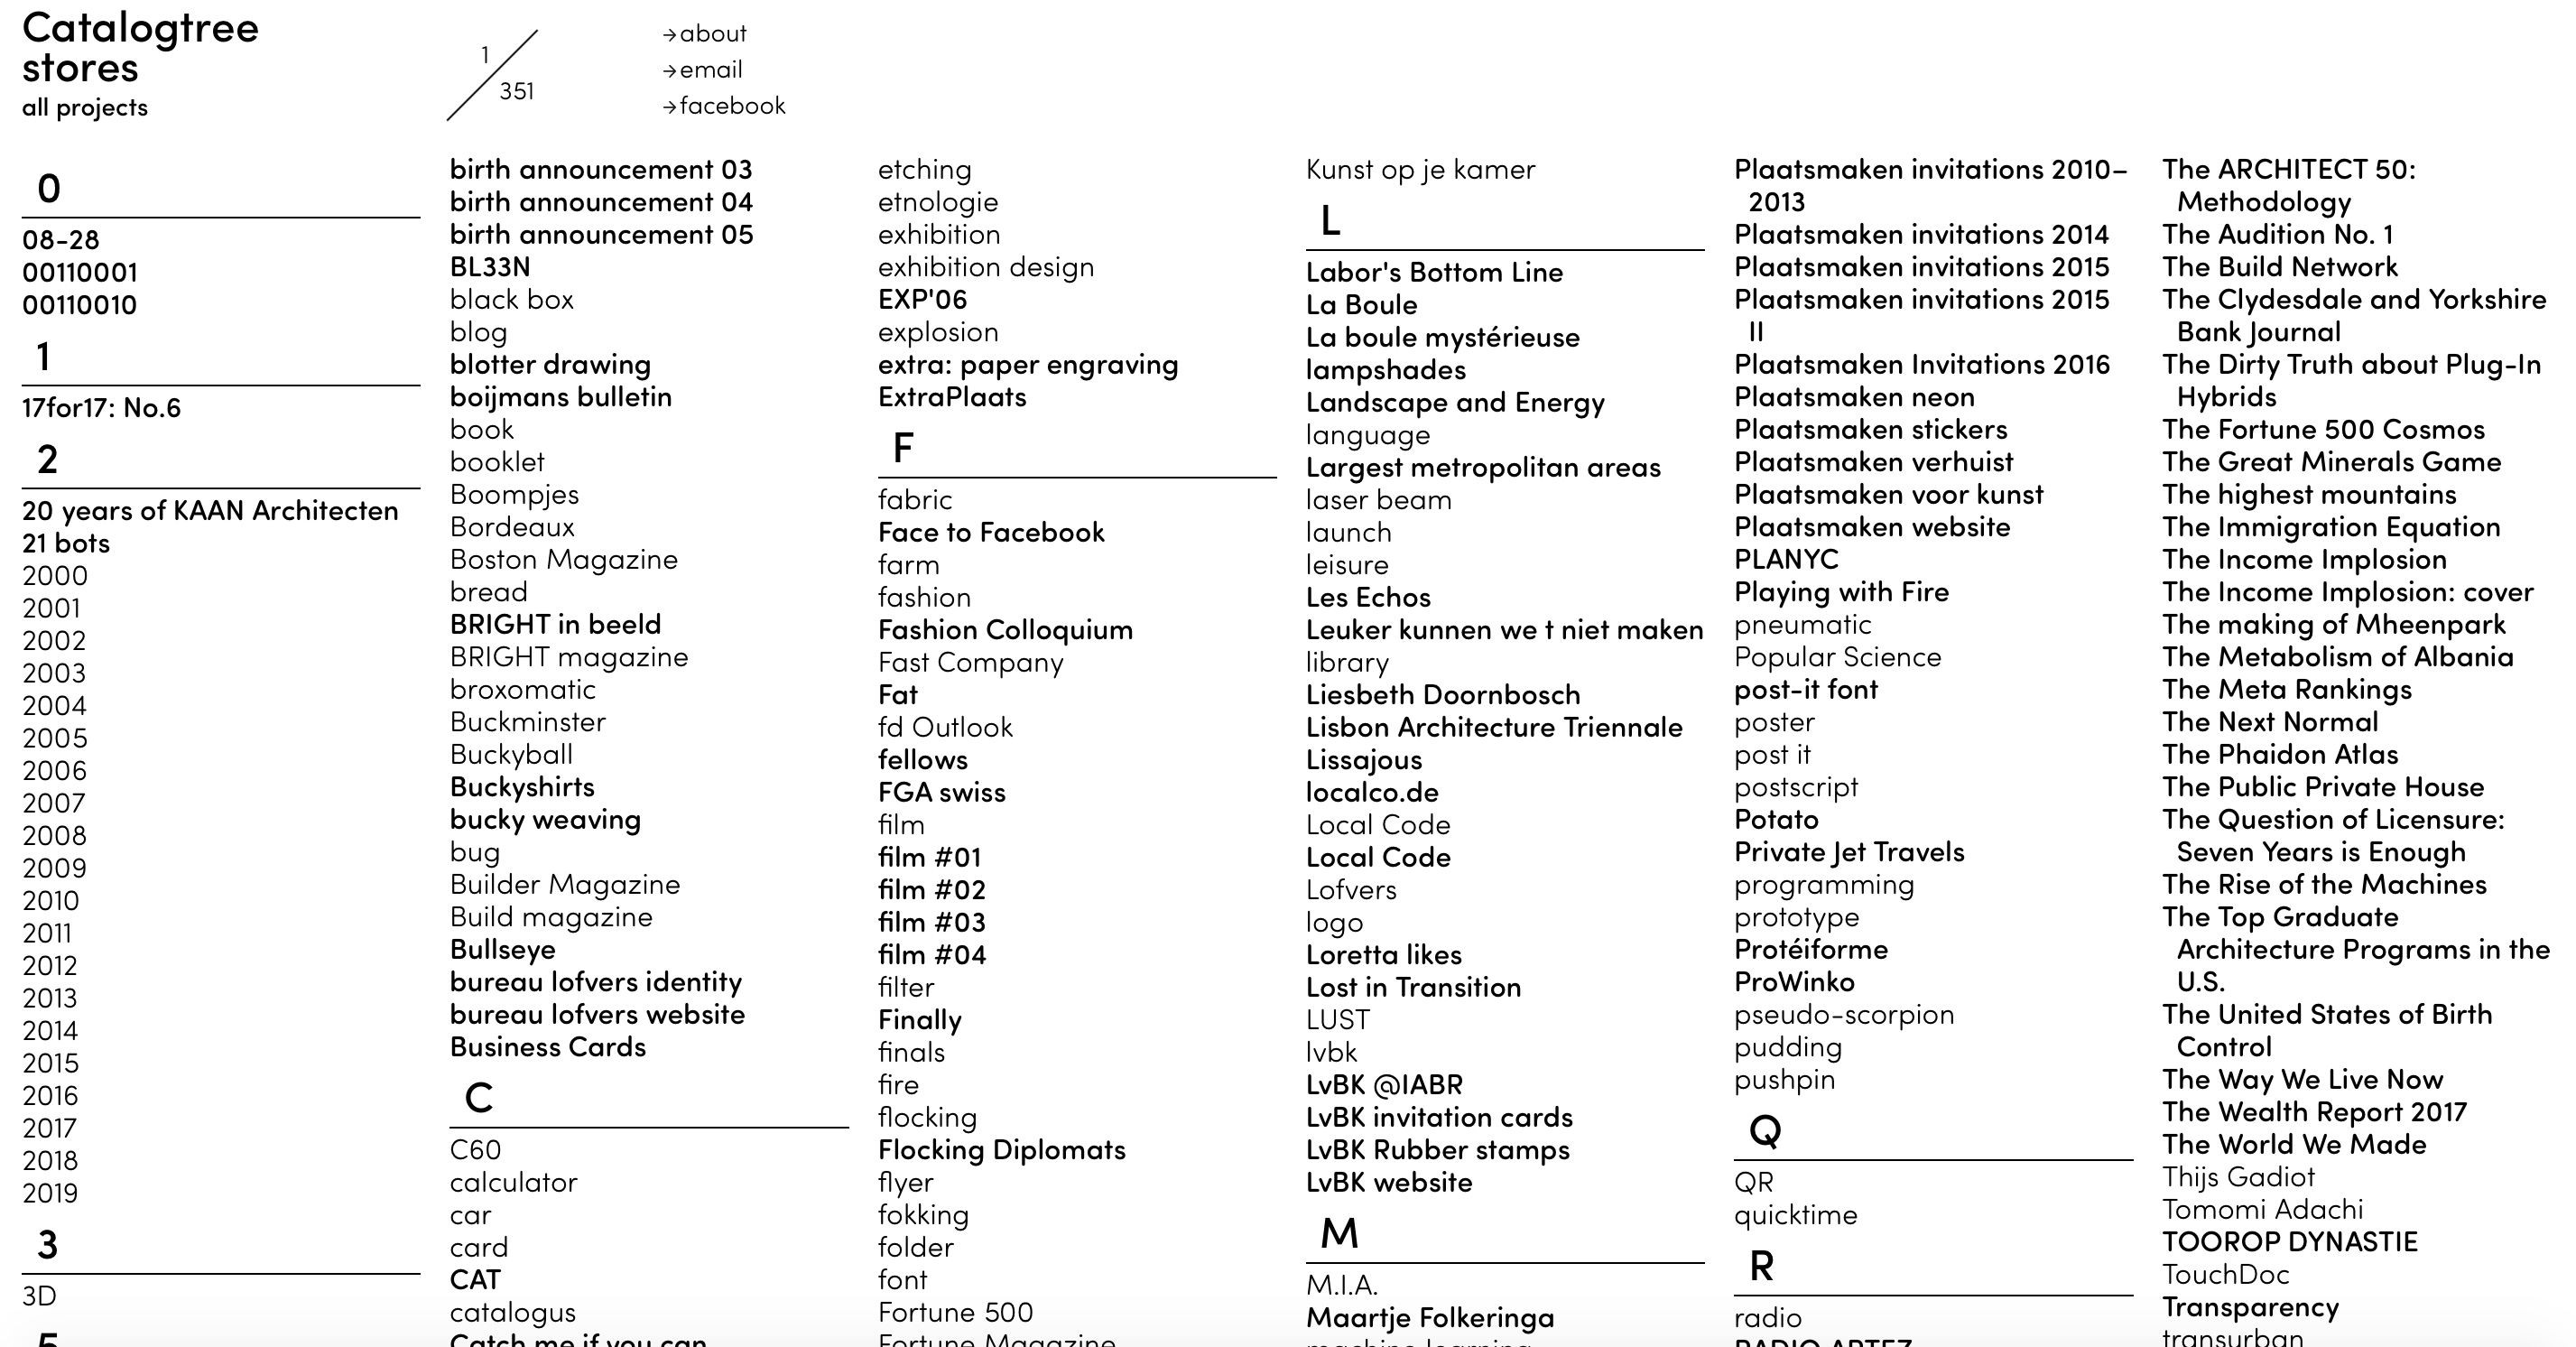 Catalogtree
stores
all projects
1
351
→about
→email
→facebook
0
08-28
00110001
00110010
1
17for17: No.6
2
20 years of KAAN Architecten
21 bots
2000
2001
2002
2003
2004
2005
2006
2007
2008
2009
2010
2011
2012
2013
2014
2015
2016
2017
2018
2019
3
3D
5
birth announcement 03
birth announcement 04
birth announcement 05
BL33N
black box
blog
blotter drawing
boijmans bulletin
book
booklet
Boompjes
Bordeaux
Boston Magazine
bread
BRIGHT in beeld
BRIGHT magazine
broxomatic
Buckminster
Buckyball
Buckyshirts
bucky weaving
bug
Builder Magazine
Build magazine
Bullseye
bureau lofvers identity
bureau lofvers website
Business Cards
C
C60
calculator
car
card
CAT
catalogus
Catch me if you can
etching
etnologie
exhibition
exhibition design
EXP'06
explosion
extra: paper engraving
ExtraPlaats
F
fabric
Face to Facebook
farm
fashion
Fashion Colloquium
Fast Company
Fat
fd Outlook
fellows
FGA swiss
film
film #01
film #02
film #03
film #04
filter
Finally
finals
fire
flocking
Flocking Diplomats
flyer
fokking
folder
font
Fortune 500
Fortune Magazine
Kunst op je kamer
L
Labor's Bottom Line
La Boule
La boule mystérieuse
lampshades
Landscape and Energy
language
Largest metropolitan areas
laser beam
launch
leisure
Les Echos
Leuker kunnen we t niet maken
library
Liesbeth Doornbosch
Lisbon Architecture Triennale
Lissajous
localco.de
Local Code
Local Code
Lofvers
logo
Loretta likes
Lost in Transition
LUST
lvbk
LvBK @IABR
LvBK invitation cards
LvBK Rubber stamps
LvBK website
M
M.I.A.
Maartje Folkeringa
machine learning
Plaatsmaken invitations 2010–
2013
Plaatsmaken invitations 2014
Plaatsmaken invitations 2015
Plaatsmaken invitations 2015
II
Plaatsmaken Invitations 2016
Plaatsmaken neon
Plaatsmaken stickers
Plaatsmaken verhuist
Plaatsmaken voor kunst
Plaatsmaken website
PLANYC
Playing with Fire
pneumatic
Popular Science
post-it font
poster
post it
postscript
Potato
Private Jet Travels
programming
prototype
Protéiforme
ProWinko
pseudo-scorpion
pudding
pushpin
Q
QR
quicktime
R
radio
RADIO ARTEZ
The ARCHITECT 50:
Methodology
The Audition No. 1
The Build Network
The Clydesdale and Yorkshire
Bank Journal
The Dirty Truth about Plug-In
Hybrids
The Fortune 500 Cosmos
The Great Minerals Game
The highest mountains
The Immigration Equation
The Income Implosion
The Income Implosion: cover
The making of Mheenpark
The Metabolism of Albania
The Meta Rankings
The Next Normal
The Phaidon Atlas
The Public Private House
The Question of Licensure:
Seven Years is Enough
The Rise of the Machines
The Top Graduate
Architecture Programs in the
U.S.
The United States of Birth
Control
The Way We Live Now
The Wealth Report 2017
The World We Made
Thijs Gadiot
Tomomi Adachi
TOOROP DYNASTIE
TouchDoc
Transparency
transurban